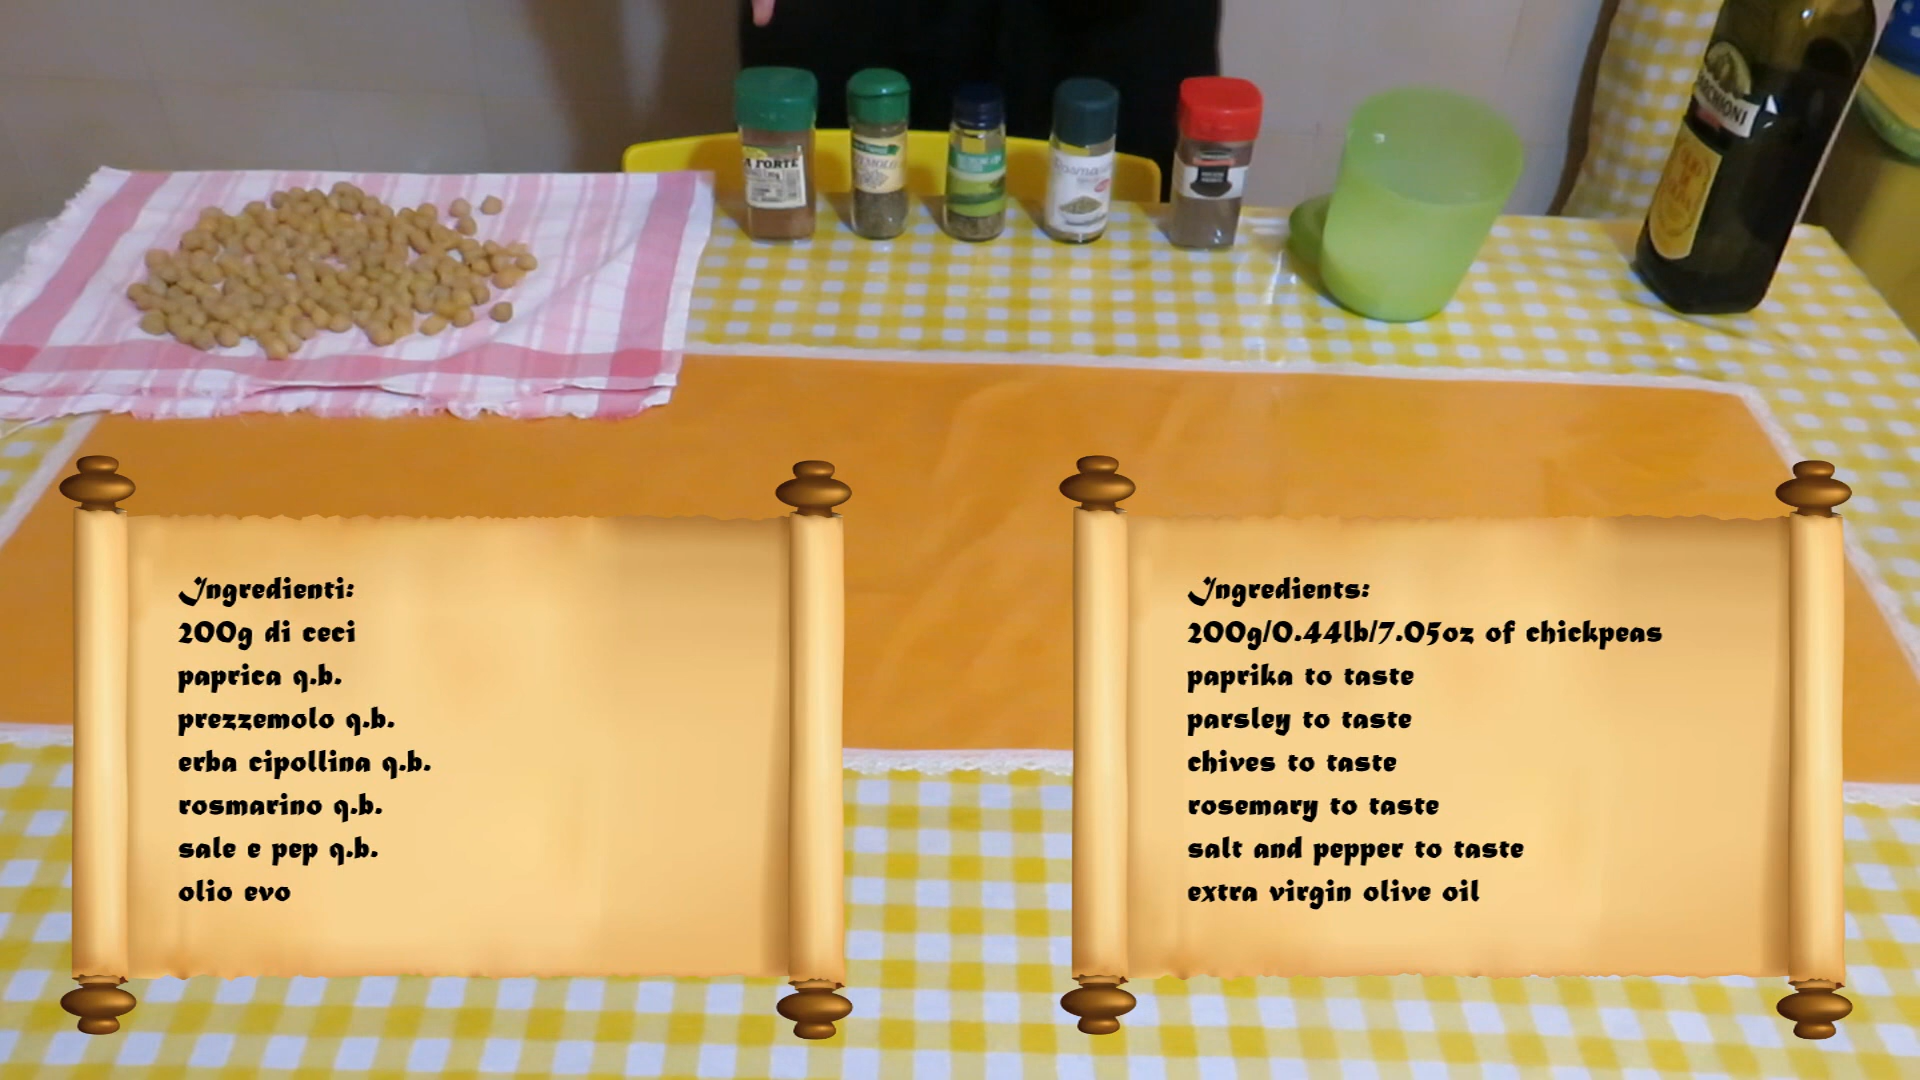 A FORTE
Ingredienti:
200g di ceci
paprica q.b.
prezzemolo q.b.
erba cipollina q.b.
rosmarino q.b.
sale e pep q.b.
olio evo
Ingredients:
200g/0.44lb/7.05oz of chickpeas
paprika to taste
parsley to taste
chives to taste
rosemary to taste
salt and pepper to taste
extra virgin olive oil